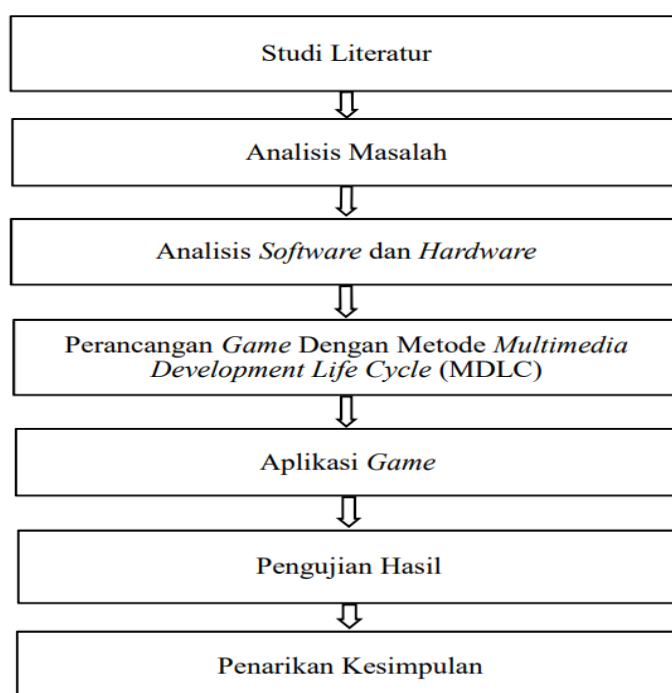 Studi Literatur
Analisis Masalah
Analisis Software dan Hardware
Perancangan Game Dengan Metode Multimedia
Development Life Cycle (MDLC)
Aplikasi Game
Pengujian Hasil
Penarikan Kesimpulan